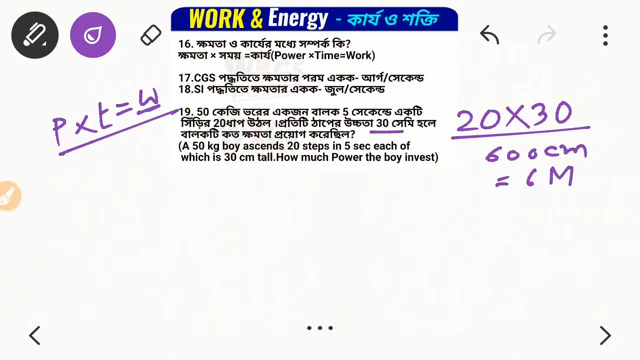 WORK & Energy - কার্য ও শক্তি
16. ক্ষমতা ও কার্যের মধ্যে সম্পর্ক কি?
ক্ষমতা × সময় =কার্য(Power ×Time=Work)
17.CGS পদ্ধতিতে ক্ষমতার পরম একক- আর্গ/সেকেন্ড
18.SI পদ্ধতিতে ক্ষমতার একক- জুল/সেকেন্ড
19. 50 কেজি ভরের একজন বালক 5 সেকেন্ডে একটি
সিঁড়ির 20ধাপ উঠল ।প্রতিটি ঠাপের উচ্চতা 30 সেমি হলে
বালকটি কত ক্ষমতা প্রয়োগ করেছিল?
(A 50 kg boy ascends 20 steps in 5 sec each of
which is 30 cm tall.How much Power the boy invest)
P × t = W
20×30
600cm
= 6 M